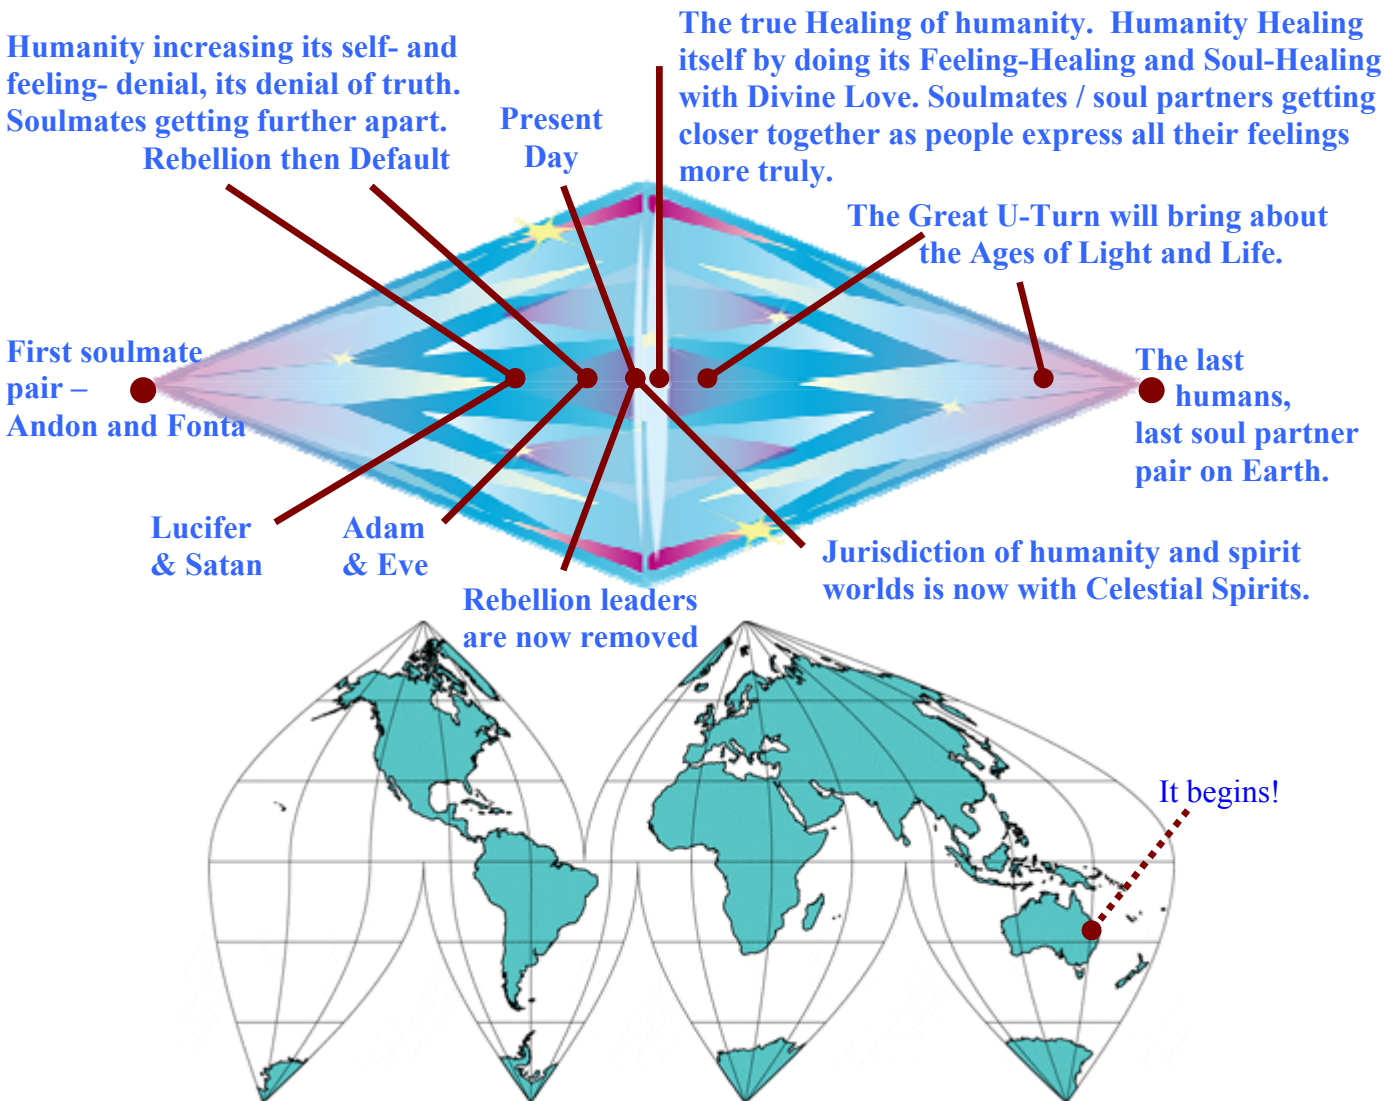 Humanity increasing its self- and
feeling- denial, its denial of truth.
Soulmates getting further apart.
Rebellion then Default
Present
Day
The true Healing of humanity.  Humanity Healing
itself by doing its Feeling-Healing and Soul-Healing
with Divine Love. Soulmates / soul partners getting
closer together as people express all their feelings
more truly.
The Great U-Turn will bring about
the Ages of Light and Life.
First soulmate
pair –
Andon and Fonta
The last
humans,
last soul partner
pair on Earth.
Lucifer
& Satan
Adam
& Eve
Rebellion leaders
are now removed
Jurisdiction of humanity and spirit
worlds is now with Celestial Spirits.
It begins!